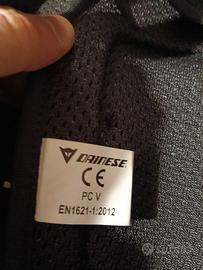 DAINESE
CE
PC V
EN1621-1:2012